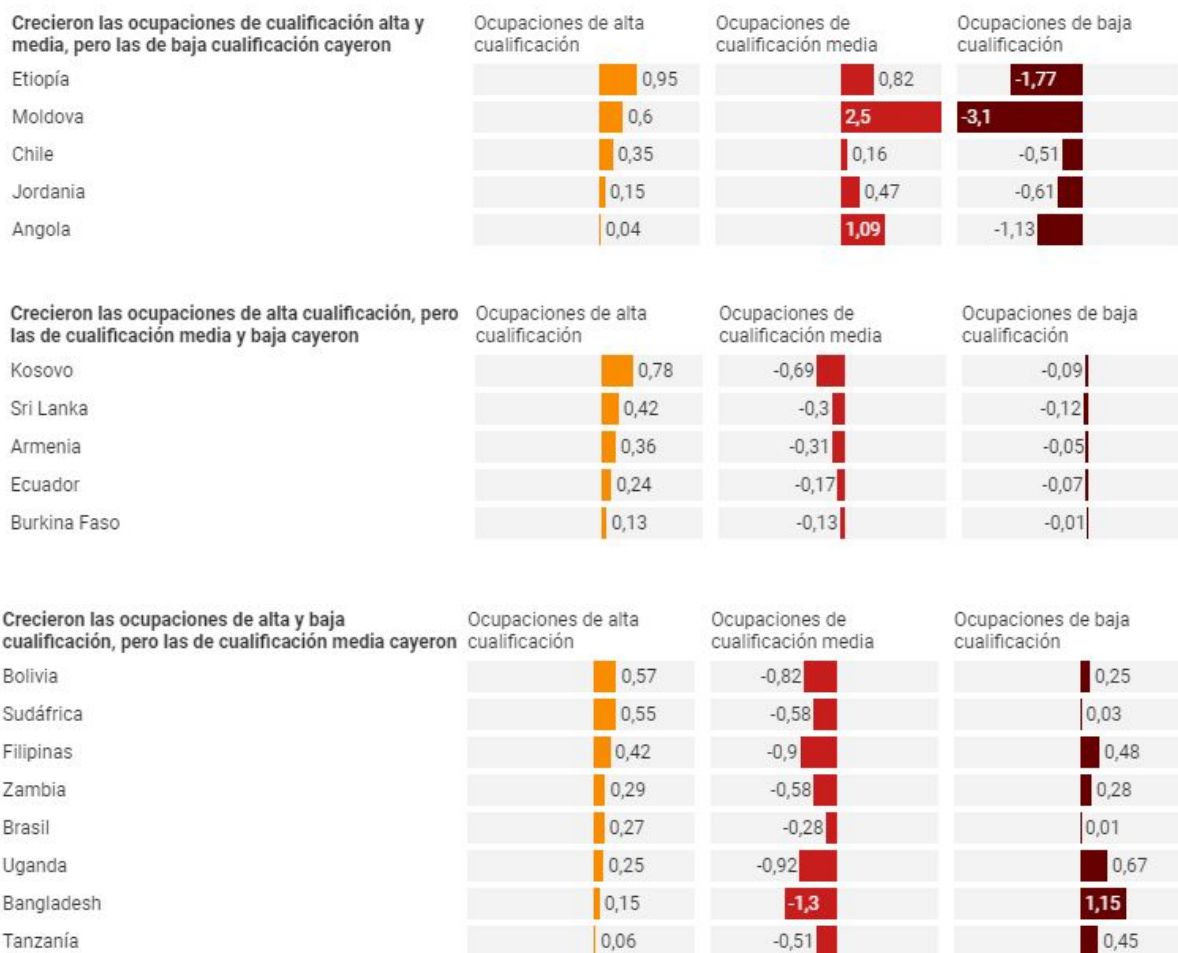 Crecieron las ocupaciones de cualificación alta y
media, pero las de baja cualificación cayeron
Ocupaciones de alta
cualificación
Ocupaciones de
cualificación media
Ocupaciones de baja
cualificación
Etiopía 0,95 0,82 -1,77
Moldova 0,6 2,5 -3,1
Chile 0,35 0,16 -0,51
Jordania 0,15 0,47 -0,61
Angola 0,04 1,09 -1,13
Crecieron las ocupaciones de alta cualificación, pero
las de cualificación media y baja cayeron
Ocupaciones de alta
cualificación
Ocupaciones de
cualificación media
Ocupaciones de baja
cualificación
Kosovo 0,78 -0,69 -0,09
Sri Lanka 0,42 -0,3 -0,12
Armenia 0,36 -0,31 -0,05
Ecuador 0,24 -0,17 -0,07
Burkina Faso 0,13 -0,13 -0,01
Crecieron las ocupaciones de alta y baja
cualificación, pero las de cualificación media cayeron
Ocupaciones de alta
cualificación
Ocupaciones de
cualificación media
Ocupaciones de baja
cualificación
Bolivia 0,57 -0,82 0,25
Sudáfrica 0,55 -0,58 0,03
Filipinas 0,42 -0,9 0,48
Zambia 0,29 -0,58 0,28
Brasil 0,27 -0,28 0,01
Uganda 0,25 -0,92 0,67
Bangladesh 0,15 -1,3 1,15
Tanzanía 0,06 -0,51 0,45